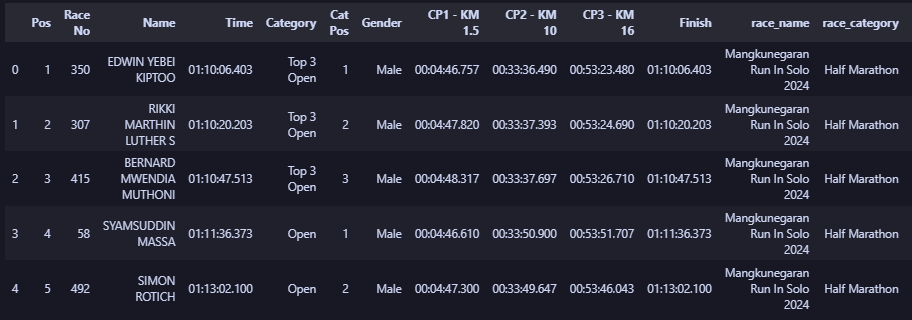 Pos Race No Name Time Category Cat Pos Gender CP1 - KM 1.5 CP2 - KM 10 CP3 - KM 16 Finish race_name race_category
0 1 350 EDWIN YEBEI KIPTOO 01:10:06.403 Top 3 Open 1 Male 00:04:46.757 00:33:36.490 00:53:23.480 01:10:06.403 Mangkunegaran Run In Solo 2024 Half Marathon
1 2 307 RIKKI MARTHIN LUTHER S 01:10:20.203 Top 3 Open 2 Male 00:04:47.820 00:33:37.393 00:53:24.690 01:10:20.203 Mangkunegaran Run In Solo 2024 Half Marathon
2 3 415 BERNARD MWENDIA MUTHONI 01:10:47.513 Top 3 Open 3 Male 00:04:48.317 00:33:37.697 00:53:26.710 01:10:47.513 Mangkunegaran Run In Solo 2024 Half Marathon
3 4 58 SYAMSUDDIN MASSA 01:11:36.373 Open 1 Male 00:04:46.610 00:33:50.900 00:53:51.707 01:11:36.373 Mangkunegaran Run In Solo 2024 Half Marathon
4 5 492 SIMON ROTICH 01:13:02.100 Open 2 Male 00:04:47.300 00:33:49.647 00:53:46.043 01:13:02.100 Mangkunegaran Run In Solo 2024 Half Marathon